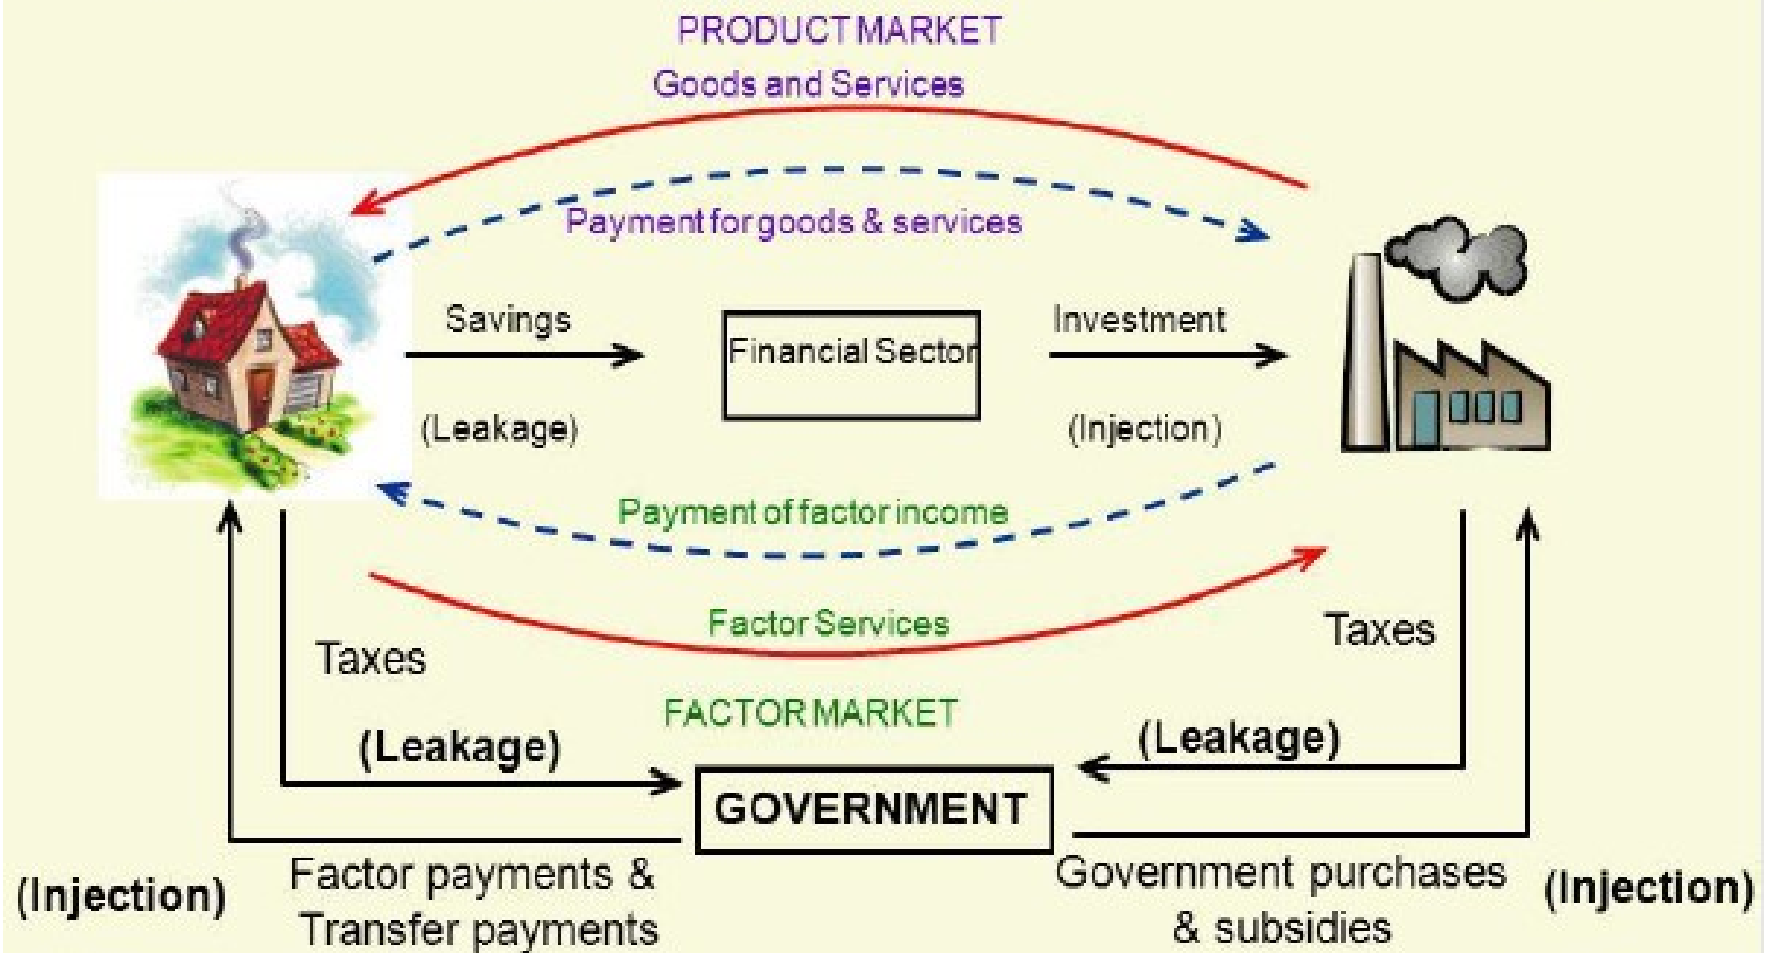 PRODUCT MARKET
Goods and Services
Payment for goods & services
Savings
Investment
Financial Sector
(Leakage)
(Injection)
Payment of factor income
Factor Services
Taxes
Taxes
FACTOR MARKET
(Leakage)
(Leakage)
GOVERNMENT
(Injection)
Factor payments &
Transfer payments
Government purchases
& subsidies
(Injection)